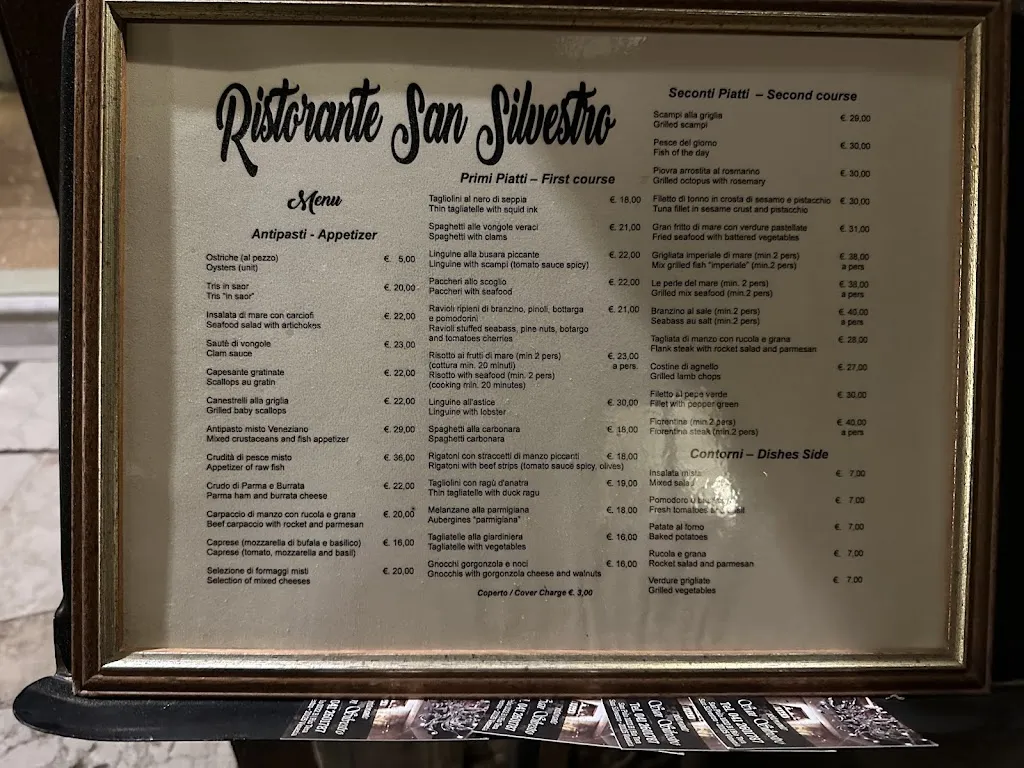 Ristorante San Silvestro
Menu
Antipasti - Appetizer
Ostriche (al pezzo) €. 5,00
Oysters (unit)
Tris in saor €. 20,00
Tris "in saor"
Insalata di mare con carciofi €. 22,00
Seafood salad with artichokes
Sautè di vongole €. 23,00
Clam sauce
Capesante gratinate €. 22,00
Scallops au gratin
Canestrelli alla griglia €. 22,00
Grilled baby scallops
Antipasto misto Veneziano €. 29,00
Mixed crustaceans and fish appetizer
Crudità di pesce misto €. 36,00
Appetizer of raw fish
Crudo di Parma e Burrata €. 22,00
Parma ham and burrata cheese
Carpaccio di manzo con rucola e grana €. 20,00
Beef carpaccio with rocket and parmesan
Caprese (mozzarella di bufala e basilico) €. 16,00
Caprese (tomato, mozzarella and basil)
Selezione di formaggi misti €. 20,00
Selection of mixed cheeses
Primi Piatti – First course
Tagliolini al nero di seppia €. 18,00
Thin tagliatelle with squid ink
Spaghetti alle vongole veraci €. 21,00
Spaghetti with clams
Linguine alla busara piccante €. 22,00
Linguine with scampi (tomato sauce spicy)
Paccheri allo scoglio €. 22,00
Paccheri with seafood
Ravioli ripieni di branzino, pinoli, bottarga €. 21,00
e pomodorini
Ravioli stuffed seabass, pine nuts, botargo
and tomatoes cherries
Risotto ai frutti di mare (min 2 pers) €. 23,00
(cottura min. 20 minuti) a pers.
Risotto with seafood (min. 2 pers)
(cooking min. 20 minutes)
Linguine all'astice €. 30,00
Linguine with lobster
Spaghetti alla carbonara €. 18,00
Spaghetti carbonara
Rigatoni con straccetti di manzo piccanti €. 18,00
Rigatoni with beef strips (tomato sauce spicy, olives)
Tagliolini con ragù d'anatra €. 19,00
Thin tagliatelle with duck ragu
Melanzane alla parmigiana €. 18,00
Aubergines "parmigiana"
Tagliatelle alla giardiniera €. 16,00
Tagliatelle with vegetables
Gnocchi gorgonzola e noci €. 16,00
Gnocchis with gorgonzola cheese and walnuts
Coperto / Cover Charge €. 3,00
Seconti Piatti – Second course
Scampi alla griglia €. 29,00
Grilled scampi
Pesce del giorno €. 30,00
Fish of the day
Piovra arrostita al rosmarino €. 30,00
Grilled octopus with rosemary
Filetto di tonno in crosta di sesamo e pistacchio €. 30,00
Tuna fillet in sesame crust and pistacchio
Gran fritto di mare con verdure pastellate €. 31,00
Fried seafood with battered vegetables
Grigliata imperiale di mare (min.2 pers) €. 38,00
Mix grilled fish "imperiale" (min.2 pers) a pers
Le perle del mare (min. 2 pers) €. 38,00
Grilled mix seafood (min.2 pers) a pers
Branzino al sale (min.2 pers) €. 40,00
Seabass au salt (min.2 pers) a pers
Tagliata di manzo con rucola e grana €. 28,00
Flank steak with rocket salad and parmesan
Costine di agnello €. 27,00
Grilled lamb chops
Filetto al pepe verde €. 30,00
Fillet with pepper green
Fiorentina (min.2 pers) €. 40,00
Fiorentina steak (min.2 pers) a pers
Contorni – Dishes Side
Insalata mista €. 7,00
Mixed salad
Pomodoro €. 7,00
Fresh tomatoes
Patate al forno €. 7,00
Baked potatoes
Rucola e grana €. 7,00
Rocket salad and parmesan
Verdure grigliate €. 7,00
Grilled vegetables